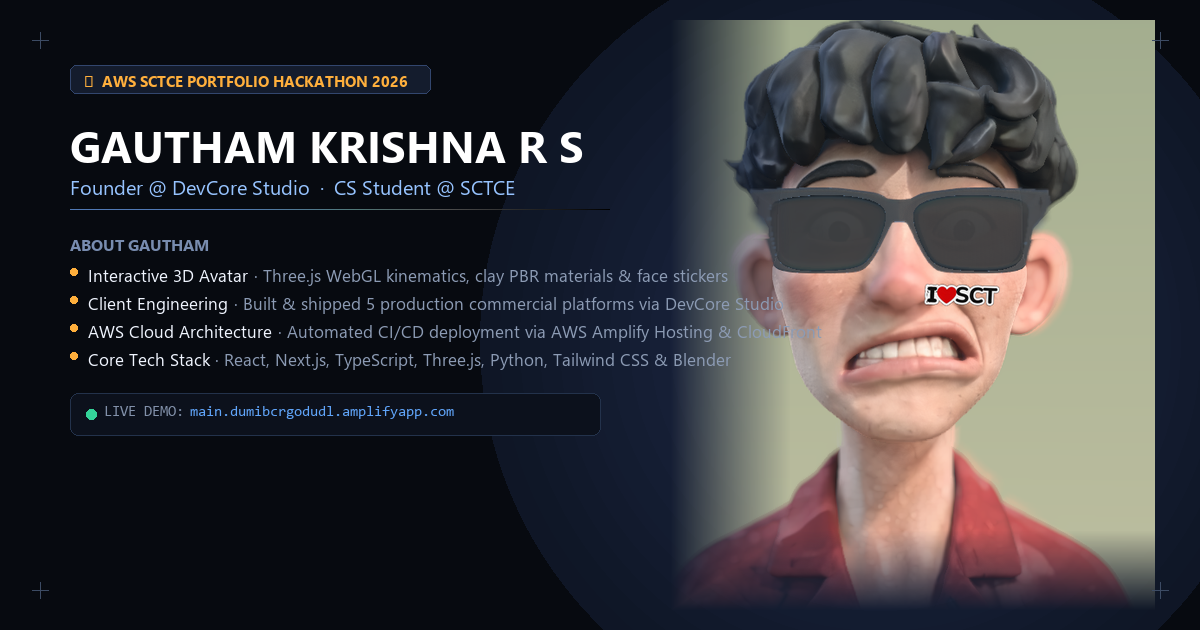 AWS SCTCE PORTFOLIO HACKATHON 2026
GAUTHAM KRISHNA R S
Founder @ DevCore Studio · CS Student @ SCTCE
ABOUT GAUTHAM
Interactive 3D Avatar · Three.js WebGL kinematics, clay PBR materials & face stickers
Client Engineering · Built & shipped 5 production commercial platforms via DevCore Studio
AWS Cloud Architecture · Automated CI/CD deployment via AWS Amplify Hosting & CloudFront
Core Tech Stack · React, Next.js, TypeScript, Three.js, Python, Tailwind CSS & Blender
LIVE DEMO: main.dumibcrgodudl.amplifyapp.com
I❤SCT